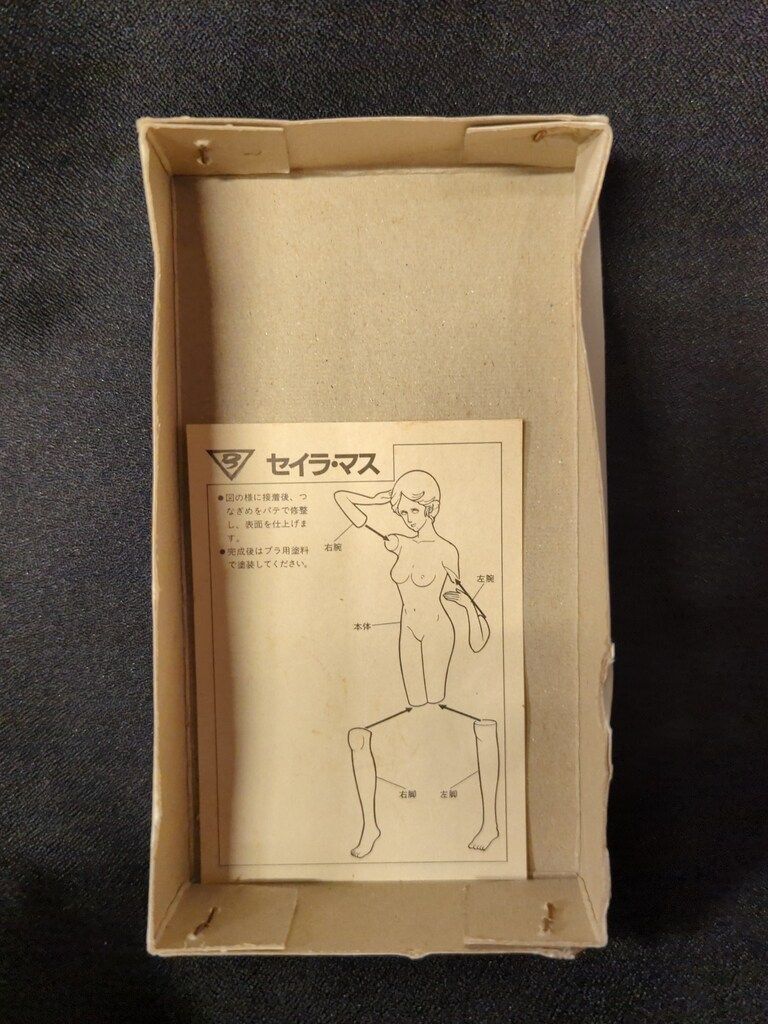 B
セイラ・マス
●図の様に接着後、つ
なぎめをパテで修整
し、表面を仕上げま
す。
●完成後はプラ用塗料
で塗装してください。
右腕
左腕
本体
右脚
左脚